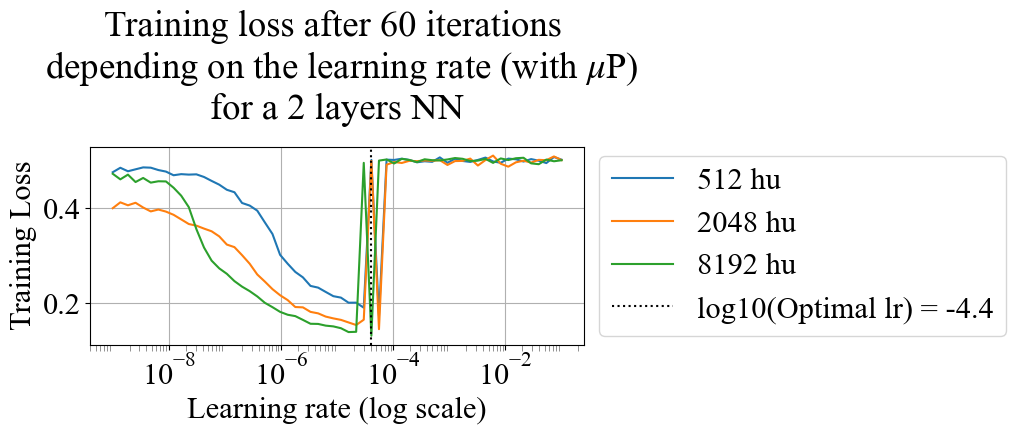 Training loss after 60 iterations
depending on the learning rate (with μP)
for a 2 layers NN
Training Loss
0.4
0.2
10⁻⁸ 10⁻⁶ 10⁻⁴ 10⁻²
Learning rate (log scale)
512 hu
2048 hu
8192 hu
log10(Optimal lr) = -4.4